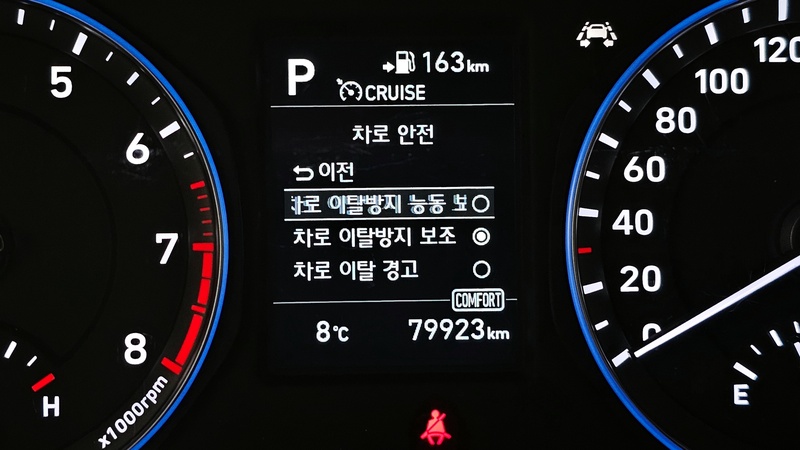 P
163km
CRUISE
차로 안전
이전
차로 이탈방지 능동 보
차로 이탈방지 보조
차로 이탈 경고
COMFORT
8℃
79923km
5
6
7
8
H
x1000rpm
120
100
80
60
40
20
0
E